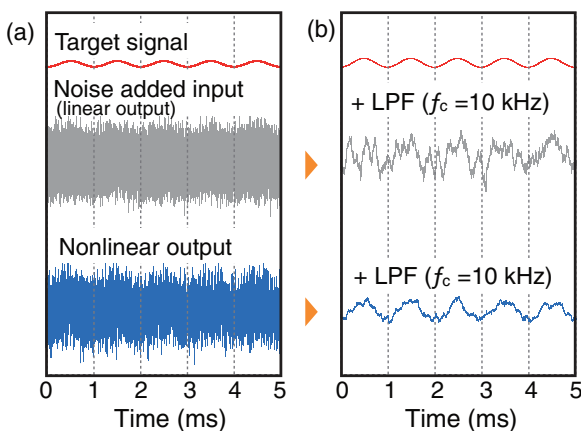 (a)
Target signal
Noise added input
(linear output)
Nonlinear output
0 1 2 3 4 5
Time (ms)
(b)
+ LPF (fc =10 kHz)
+ LPF (fc =10 kHz)
0 1 2 3 4 5
Time (ms)